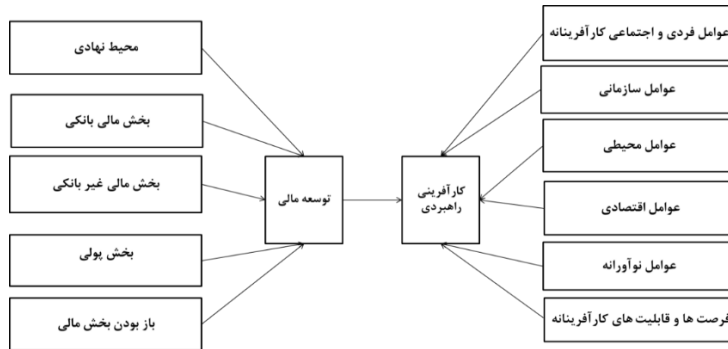 عوامل فردی و اجتماعی کارآفرینانه
عوامل سازمانی
عوامل محیطی
عوامل اقتصادی
عوامل نوآورانه
فرصت ها و قابلیت های کارآفرینانه
کارآفرینی
راهبردی
توسعه مالی
محیط نهادی
بخش مالی بانکی
بخش مالی غیر بانکی
بخش پولی
باز بودن بخش مالی